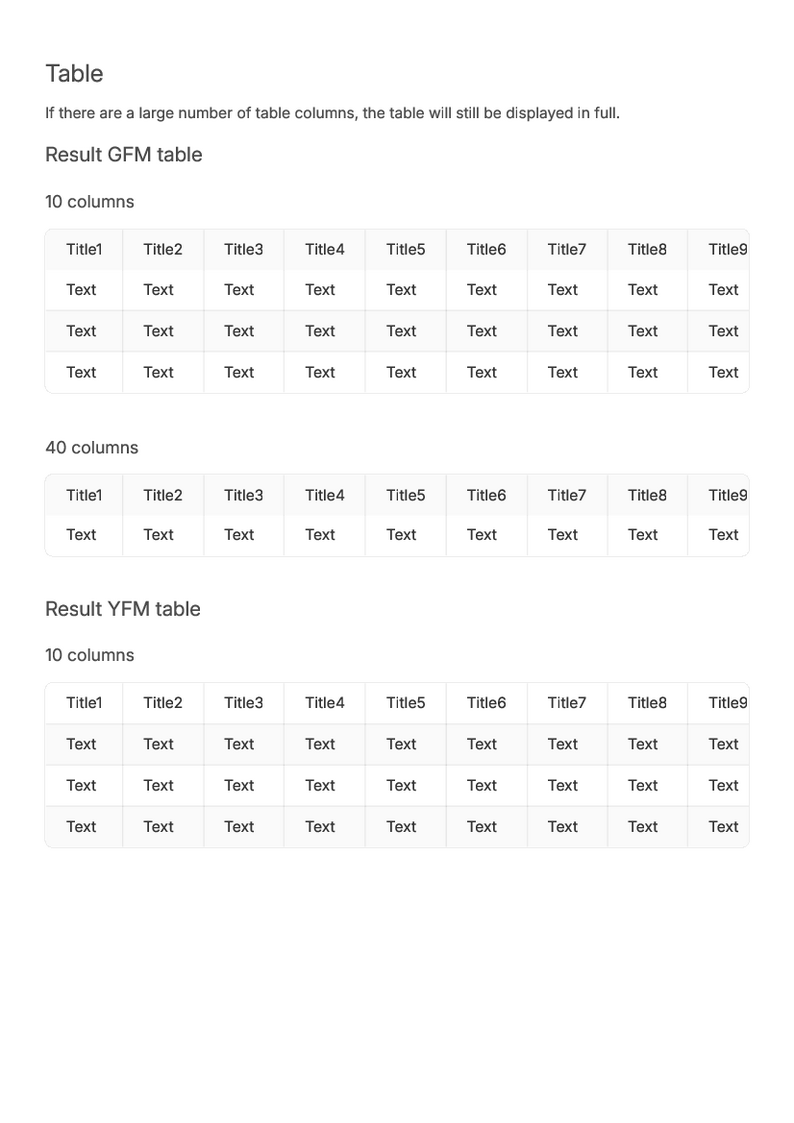 Table
If there are a large number of table columns, the table will still be displayed in full.
Result GFM table
10 columns
Title1 Title2 Title3 Title4 Title5 Title6 Title7 Title8 Title9
Text Text Text Text Text Text Text Text Text
Text Text Text Text Text Text Text Text Text
Text Text Text Text Text Text Text Text Text
40 columns
Title1 Title2 Title3 Title4 Title5 Title6 Title7 Title8 Title9
Text Text Text Text Text Text Text Text Text
Result YFM table
10 columns
Title1 Title2 Title3 Title4 Title5 Title6 Title7 Title8 Title9
Text Text Text Text Text Text Text Text Text
Text Text Text Text Text Text Text Text Text
Text Text Text Text Text Text Text Text Text